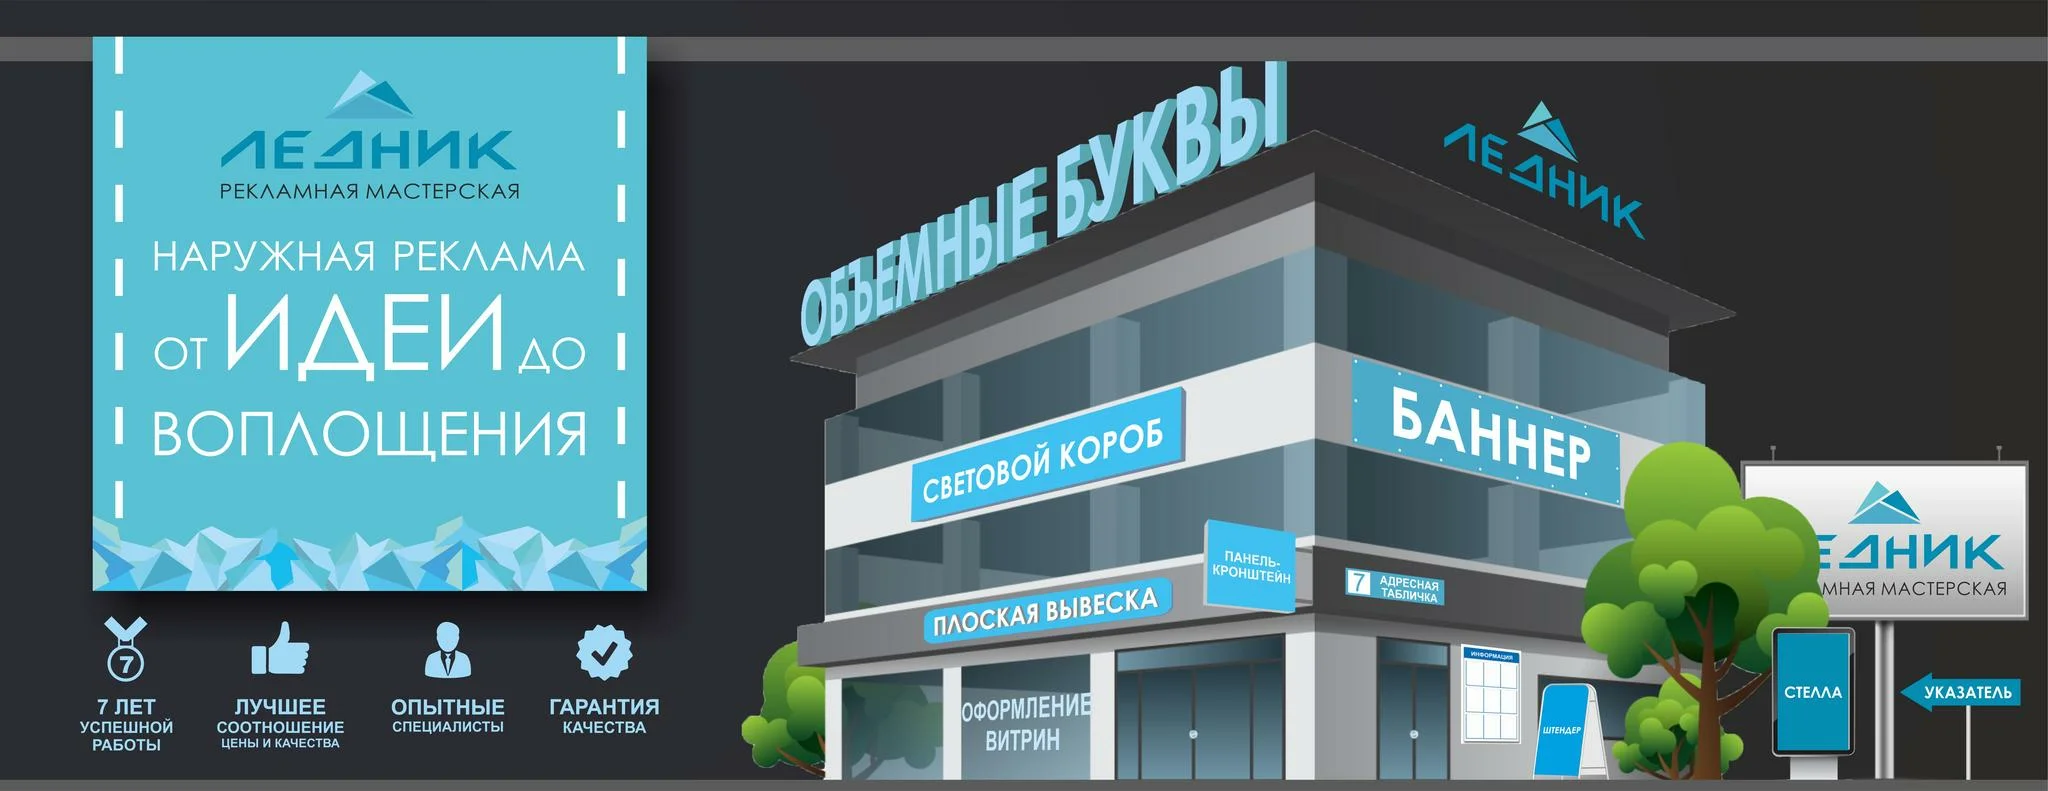 ЛЕДНИК
РЕКЛАМНАЯ МАСТЕРСКАЯ
НАРУЖНАЯ РЕКЛАМА
ОТ ИДЕИ ДО
ВОПЛОЩЕНИЯ
7
7 ЛЕТ
УСПЕШНОЙ
РАБОТЫ
ЛУЧШЕЕ
СООТНОШЕНИЕ
ЦЕНЫ И КАЧЕСТВА
ОПЫТНЫЕ
СПЕЦИАЛИСТЫ
ГАРАНТИЯ
КАЧЕСТВА
ОБЪЕМНЫЕ БУКВЫ
ЛЕДНИК
СВЕТОВОЙ КОРОБ
БАННЕР
ПАНЕЛЬ-
КРОНШТЕЙН
ПЛОСКАЯ ВЫВЕСКА
7 АДРЕСНАЯ
ТАБЛИЧКА
ОФОРМЛЕНИЕ
ВИТРИН
ИНФОРМАЦИЯ
ШТЕНДЕР
ЕДНИК
МНАЯ МАСТЕРСКАЯ
СТЕЛЛА
УКАЗАТЕЛЬ